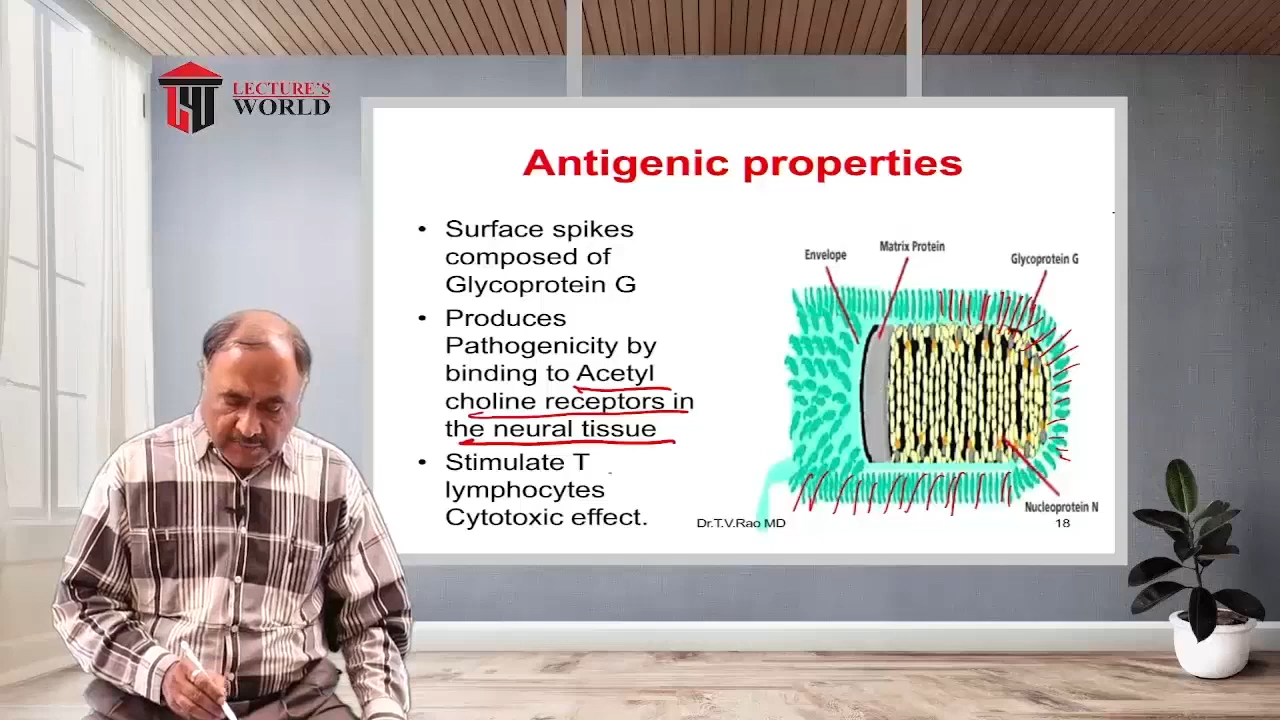 LECTURE'S
WORLD
Antigenic properties
• Surface spikes
composed of
Glycoprotein G
• Produces
Pathogenicity by
binding to Acetyl
choline receptors in
the neural tissue
• Stimulate T
lymphocytes
Cytotoxic effect.
Envelope
Matrix Protein
Glycoprotein G
Nucleoprotein N
Dr.T.V.Rao MD
18